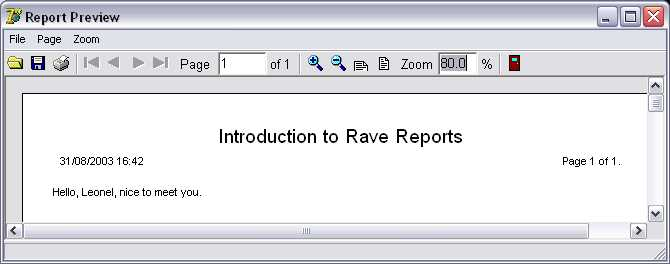 Report Preview
File Page Zoom
Page 1 of 1 Zoom 80.0 %
Introduction to Rave Reports
31/08/2003 16:42 Page 1 of 1.
Hello, Leonel, nice to meet you.